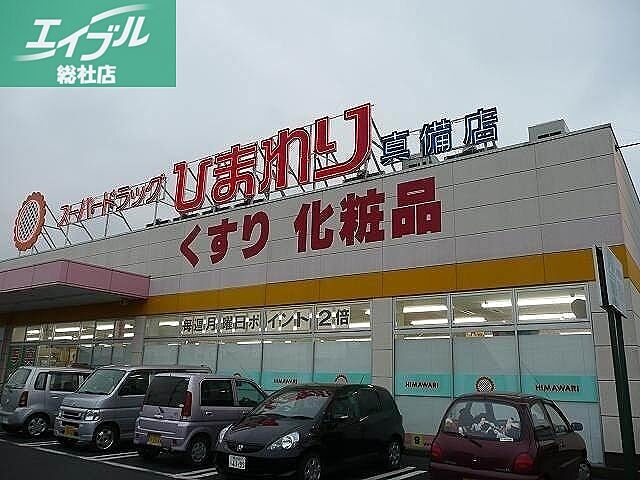 エイブル
総社店
スーパードラッグ ひまわり 真備店
くすり 化粧品
毎週月曜日ポイント2倍
HIMAWARI
HIMAWARI